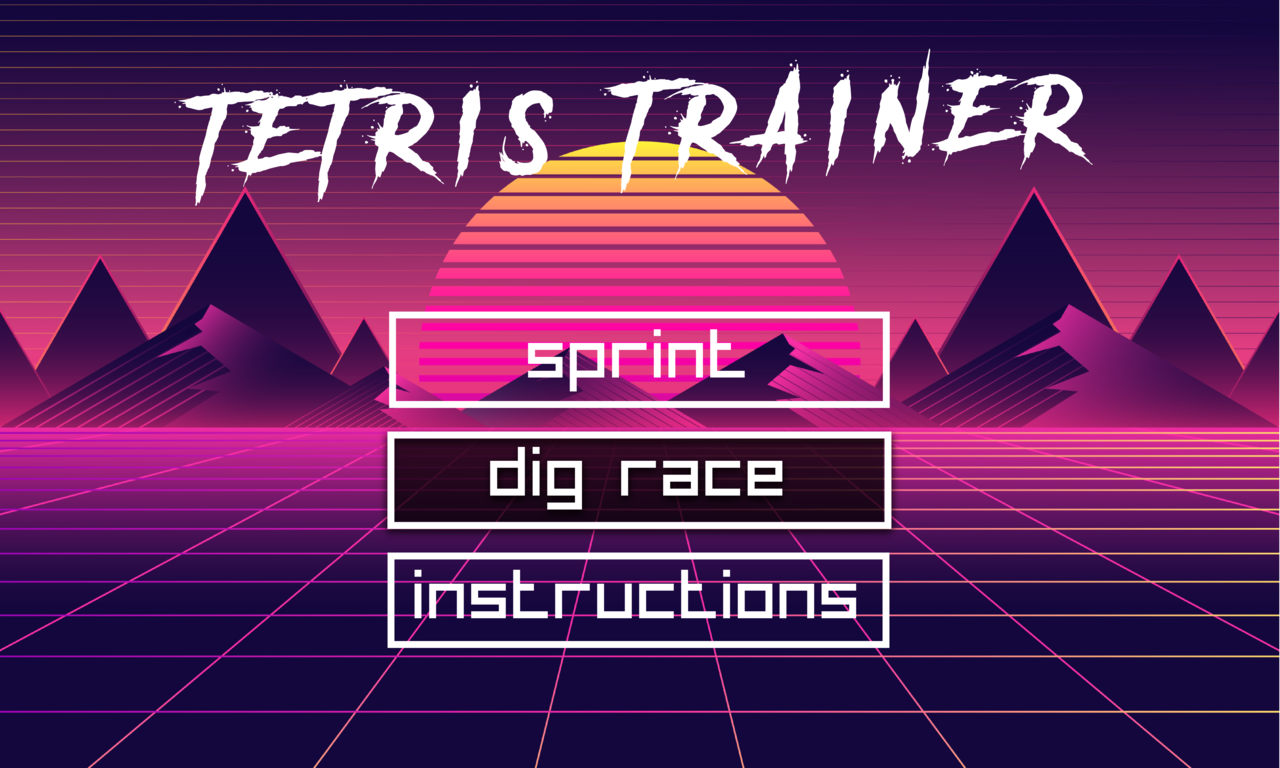 TETRIS TRAINER
sprint
dig race
instructions